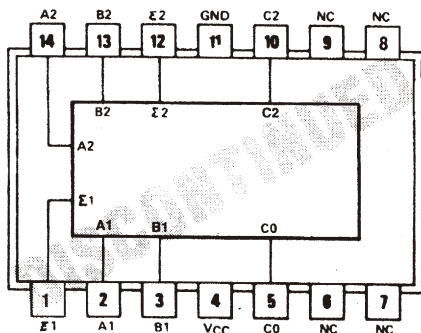 A2 B2 Σ2 GND C2 NC NC
14 13 12 11 10 9 8
B2 Σ2 C2
A2
Σ1
A1 B1 C0
DISCONTINUED
1 2 3 4 5 6 7
Σ1 A1 B1 VCC C0 NC NC